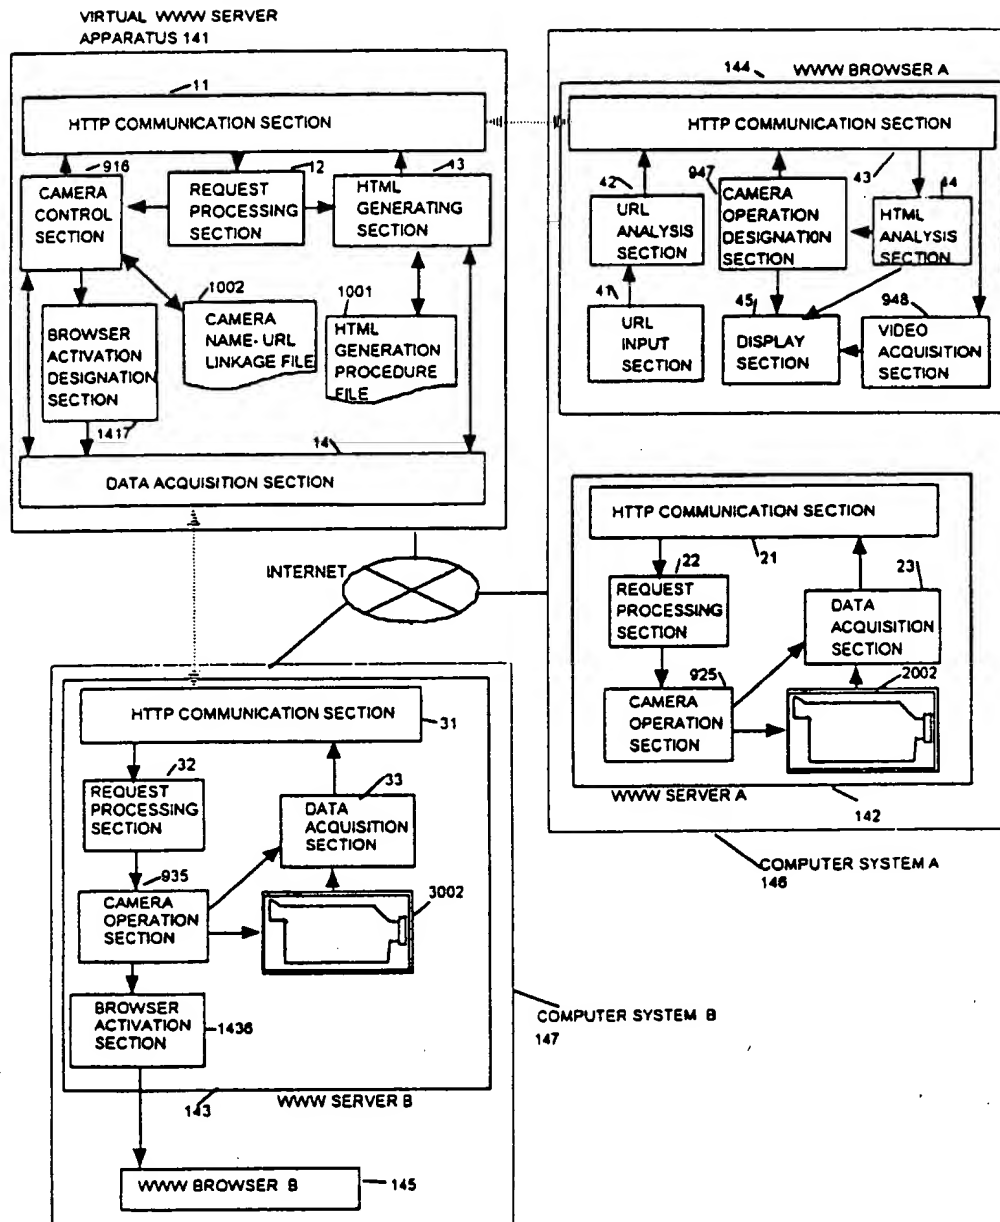 VIRTUAL WWW SERVER
APPARATUS 141
11
HTTP COMMUNICATION SECTION
916
CAMERA
CONTROL
SECTION
12
REQUEST
PROCESSING
SECTION
13
HTML
GENERATING
SECTION
BROWSER
ACTIVATION
DESIGNATION
SECTION
1417
1002
CAMERA
NAME-URL
LINKAGE FILE
1001
HTML
GENERATION
PROCEDURE
FILE
14
DATA ACQUISITION SECTION
144
WWW BROWSER A
HTTP COMMUNICATION SECTION
43
42
URL
ANALYSIS
SECTION
947
CAMERA
OPERATION
DESIGNATION
SECTION
44
HTML
ANALYSIS
SECTION
41
URL
INPUT
SECTION
45
DISPLAY
SECTION
948
VIDEO
ACQUISITION
SECTION
INTERNET
HTTP COMMUNICATION SECTION
21
22
REQUEST
PROCESSING
SECTION
23
DATA
ACQUISITION
SECTION
925
CAMERA
OPERATION
SECTION
2002
WWW SERVER A
142
COMPUTER SYSTEM A
146
HTTP COMMUNICATION SECTION
31
32
REQUEST
PROCESSING
SECTION
33
DATA
ACQUISITION
SECTION
935
CAMERA
OPERATION
SECTION
3002
BROWSER
ACTIVATION
SECTION
1436
143
WWW SERVER B
COMPUTER SYSTEM B
147
WWW BROWSER B
145